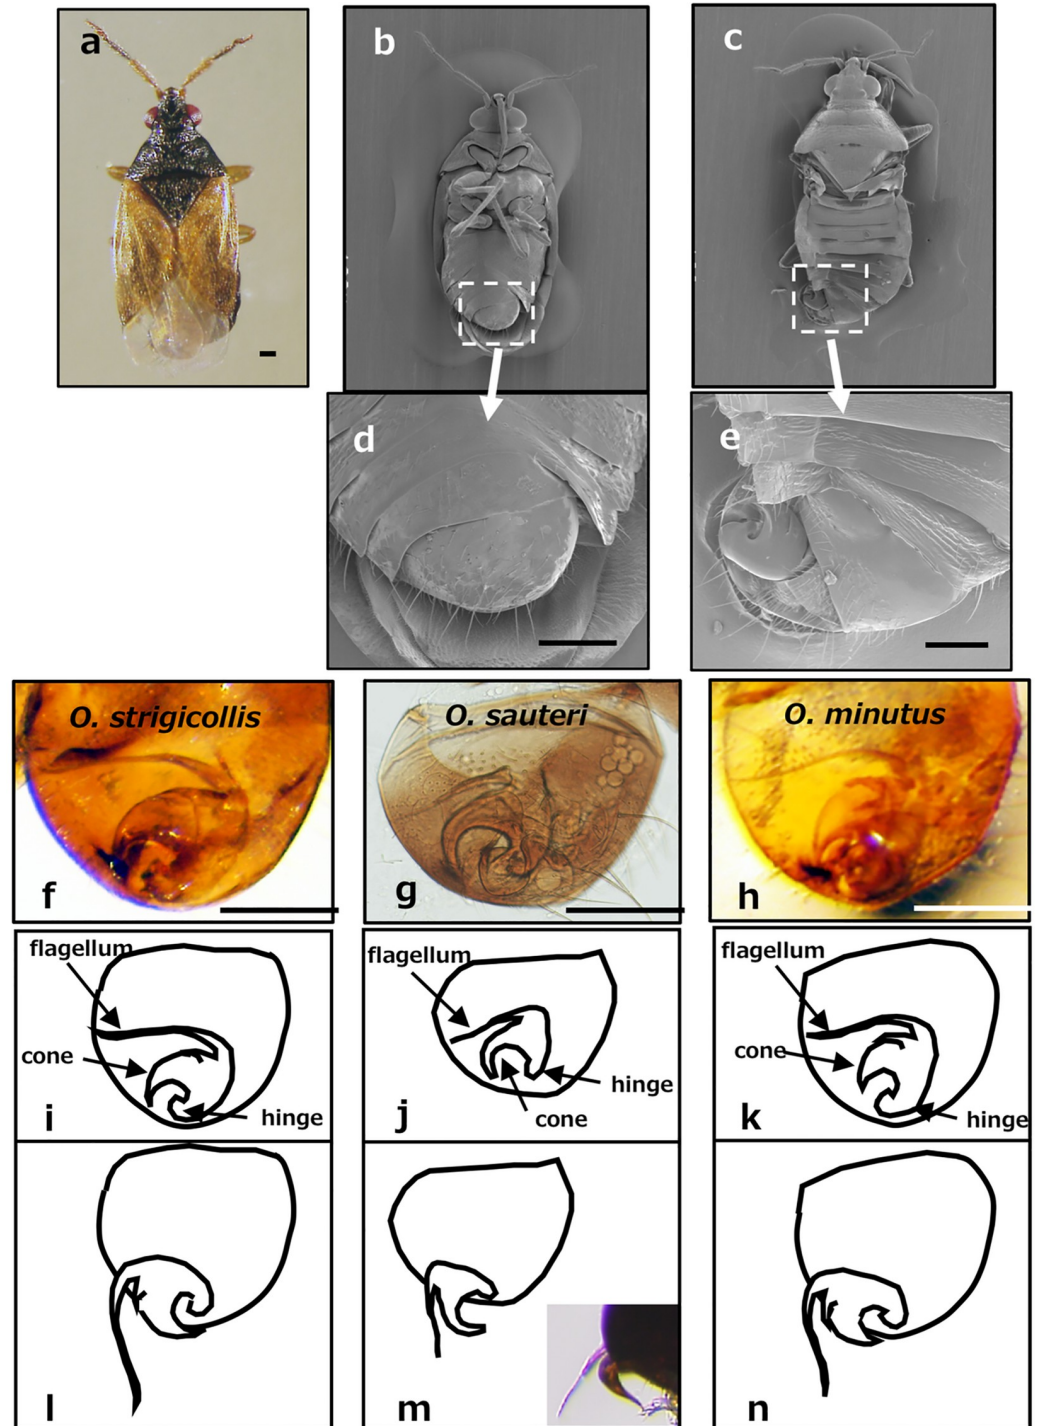 a
b
c
d
e
O. strigicollis
O. sauteri
O. minutus
f
g
h
flagellum
cone
hinge
i
flagellum
hinge
cone
j
flagellum
cone
hinge
k
l
m
n